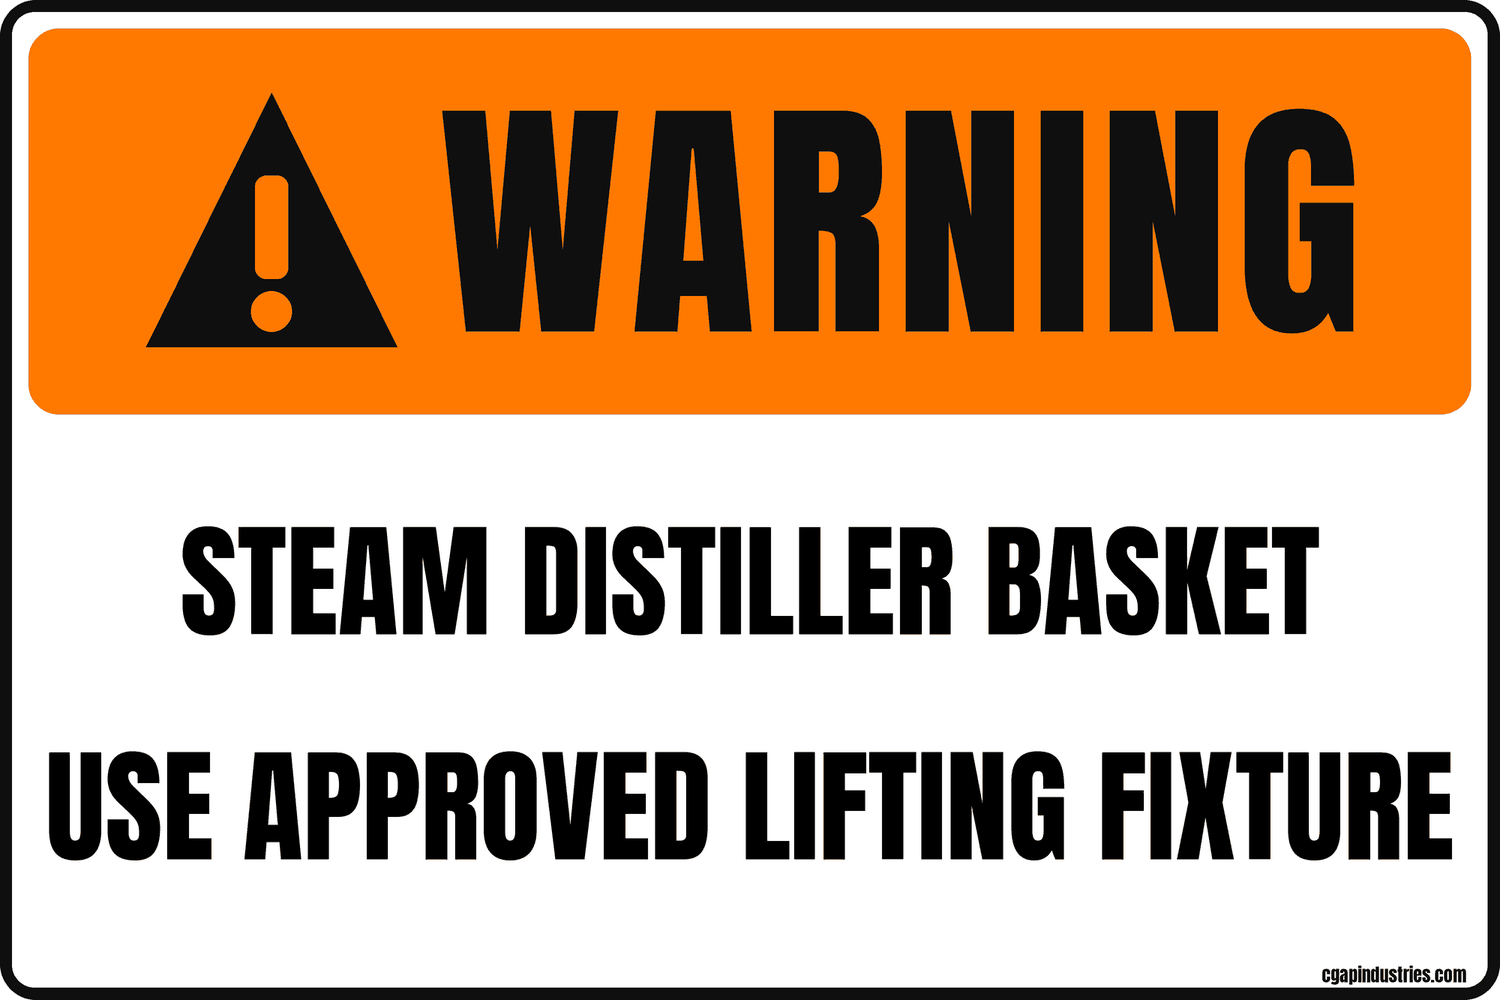 WARNING
STEAM DISTILLER BASKET
USE APPROVED LIFTING FIXTURE
cgapindustries.com